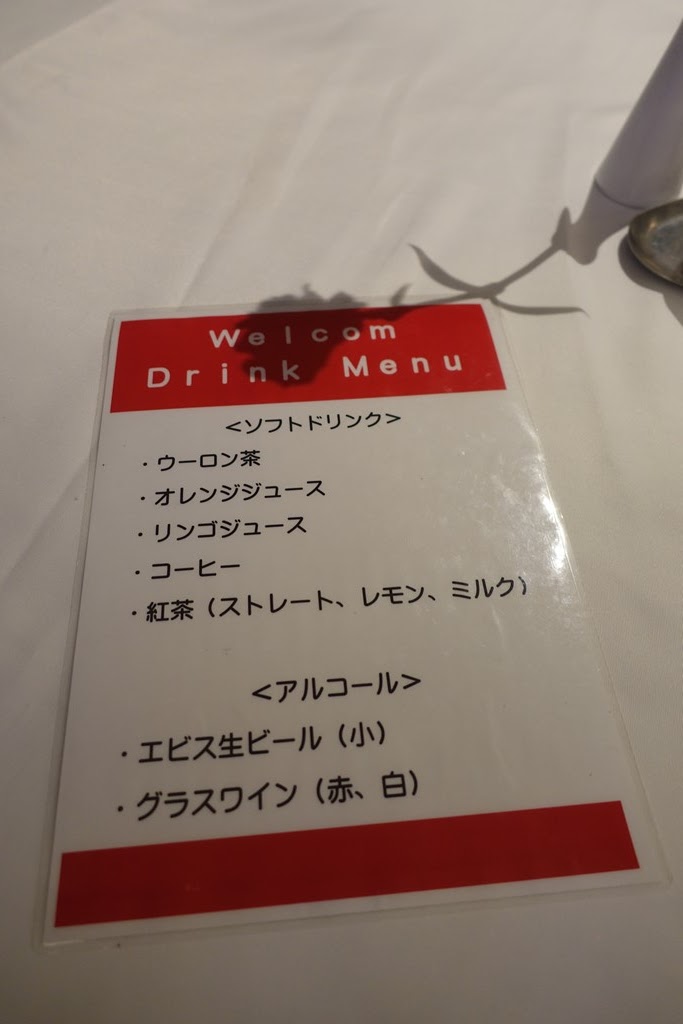 Welcom
Drink Menu
<ソフトドリンク>
・ウーロン茶
・オレンジジュース
・リンゴジュース
・コーヒー
・紅茶（ストレート、レモン、ミルク）
<アルコール>
・エビス生ビール（小）
・グラスワイン（赤、白）